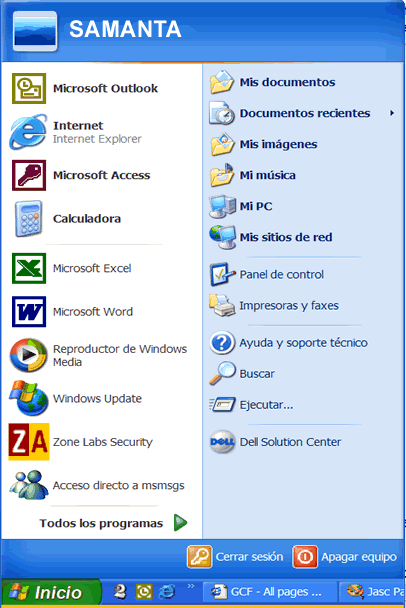 SAMANTA
Microsoft Outlook
Internet
Internet Explorer
Microsoft Access
Calculadora
Microsoft Excel
Microsoft Word
Reproductor de Windows
Media
Windows Update
ZA
Zone Labs Security
Acceso directo a msmsgs
Todos los programas
Mis documentos
Documentos recientes
Mis imágenes
Mi música
Mi PC
Mis sitios de red
Panel de control
Impresoras y faxes
Ayuda y soporte técnico
Buscar
Ejecutar...
DELL
Dell Solution Center
Cerrar sesión
Apagar equipo
Inicio
GCF - All pages ...
Jasc Pa